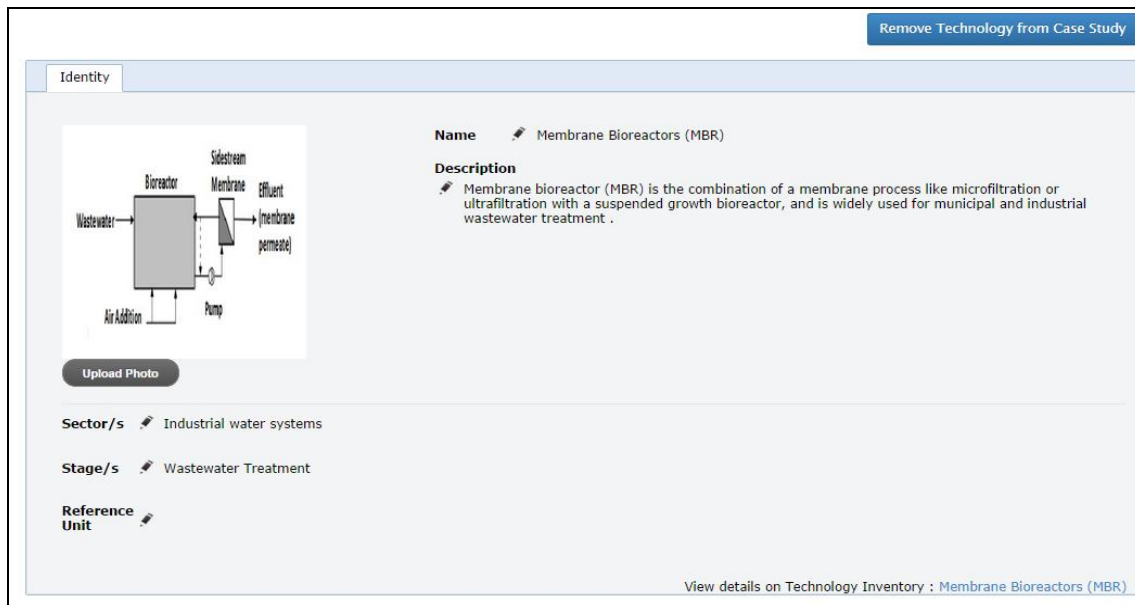 Remove Technology from Case Study
Identity
Sidestream
Bioreactor Membrane Effluent
Wastewater (membrane
permeate)
Air Addition Pump
Upload Photo
Name Membrane Bioreactors (MBR)
Description
Membrane bioreactor (MBR) is the combination of a membrane process like microfiltration or
ultrafiltration with a suspended growth bioreactor, and is widely used for municipal and industrial
wastewater treatment .
Sector/s Industrial water systems
Stage/s Wastewater Treatment
Reference
Unit
View details on Technology Inventory : Membrane Bioreactors (MBR)